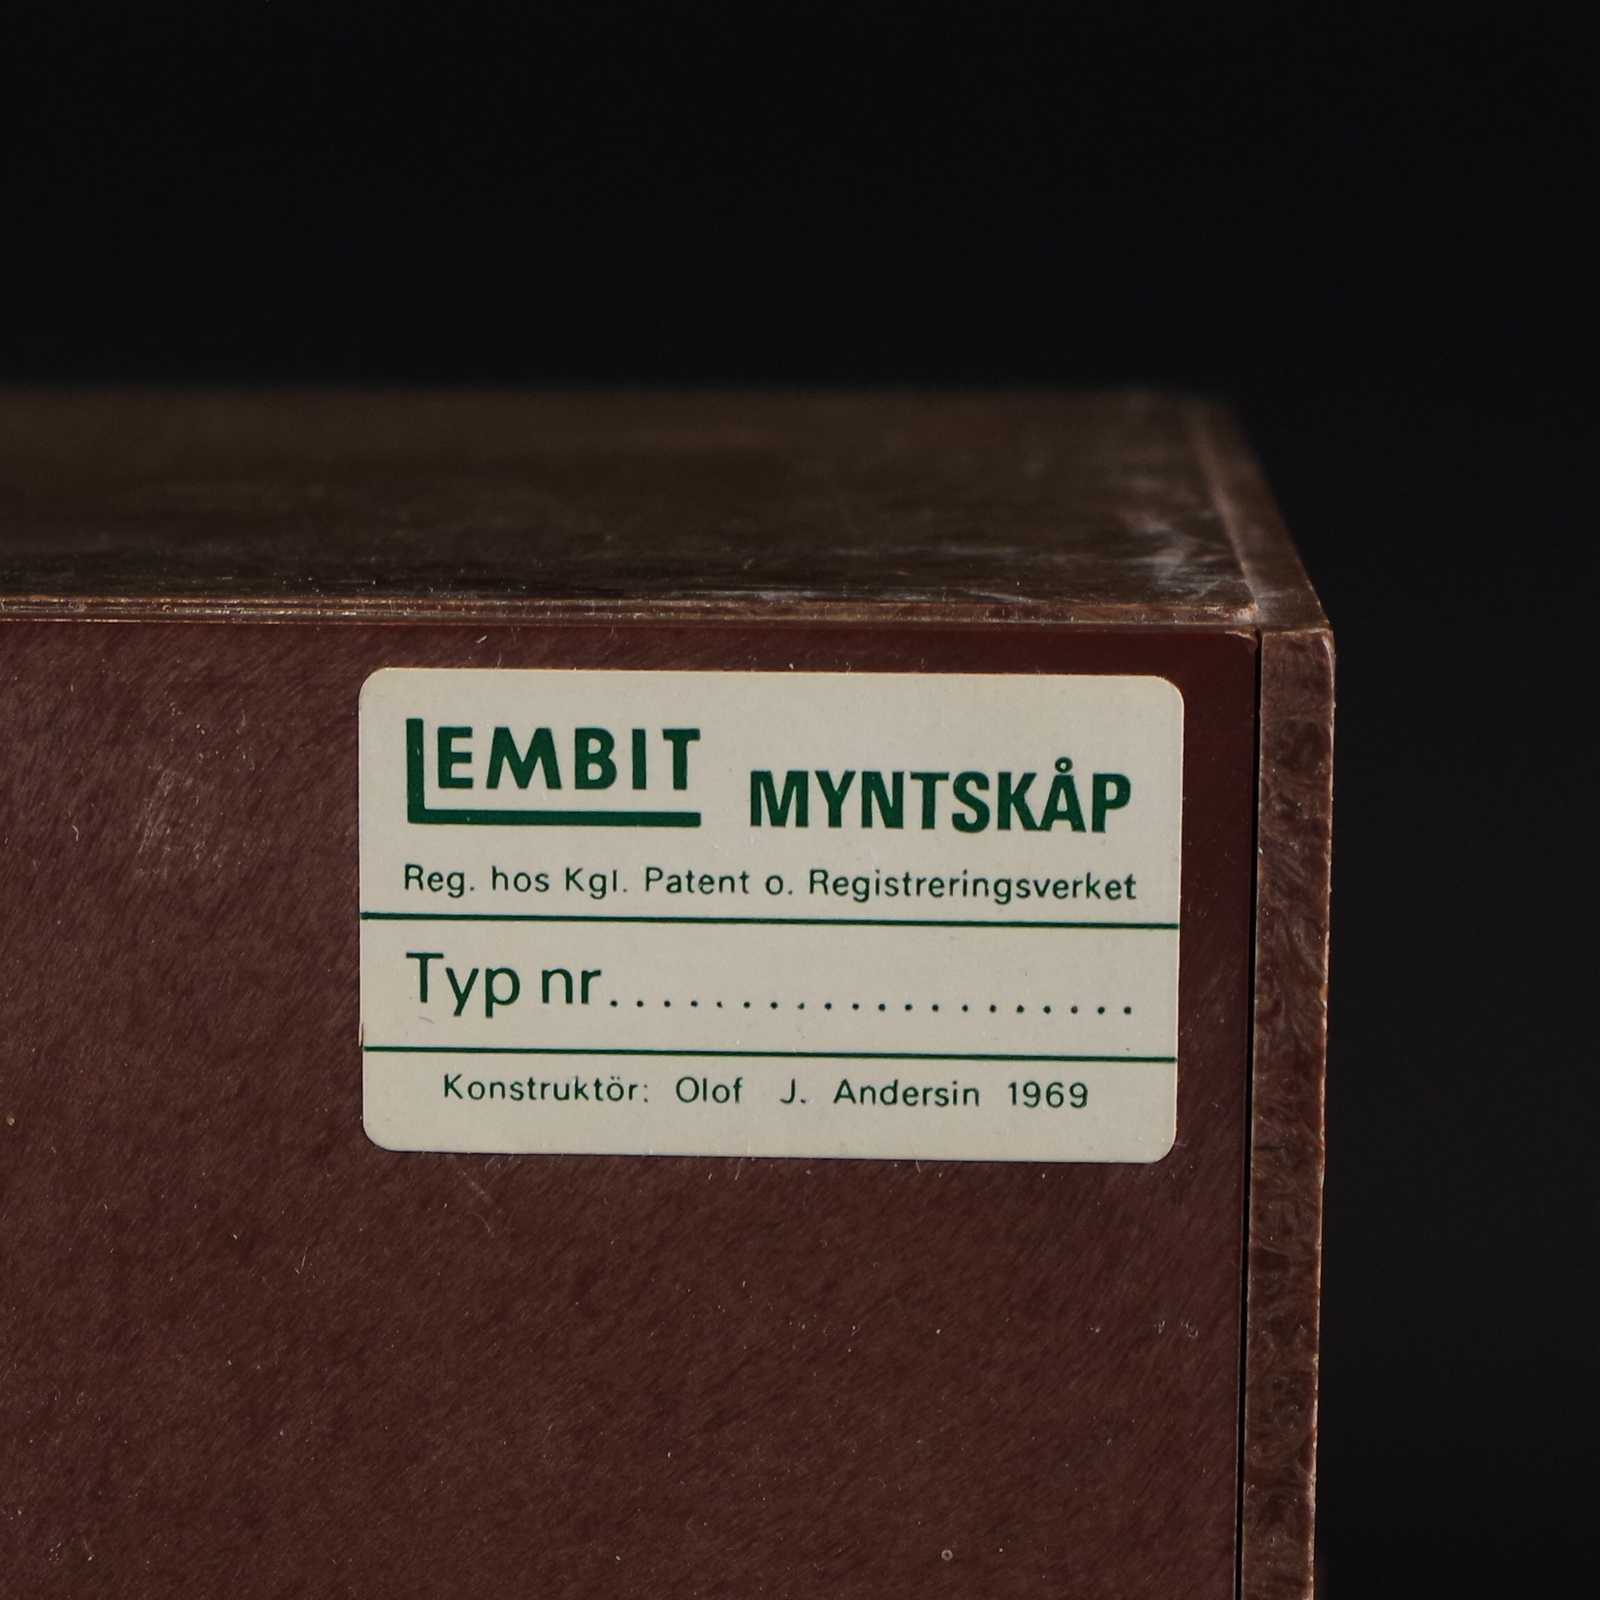 LEMBIT MYNTSKÅP
Reg. hos Kgl. Patent o. Registreringsverket
Typ nr....................
Konstruktör: Olof J. Andersin 1969